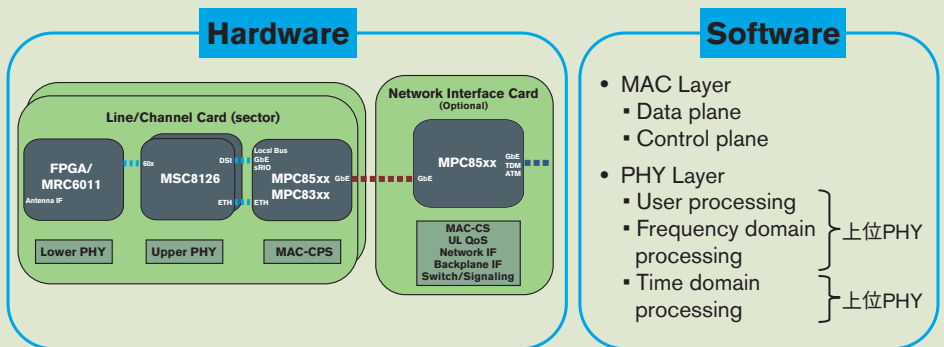 Hardware
Line/Channel Card (sector)
FPGA/
MRC6011
Antenna IF
60x
MSC8126
DSI
ETH
Locsl Bus
GbE
sRIO
MPC85xx
MPC83xx
GbE
ETH
Lower PHY
Upper PHY
MAC-CPS
Network Interface Card
(Optional)
MPC85xx
GbE
GbE
TDM
ATM
MAC-CS
UL QoS
Network IF
Backplane IF
Switch/Signaling
Software
• MAC Layer
▪ Data plane
▪ Control plane
• PHY Layer
▪ User processing
▪ Frequency domain
processing
上位PHY
▪ Time domain
processing
上位PHY